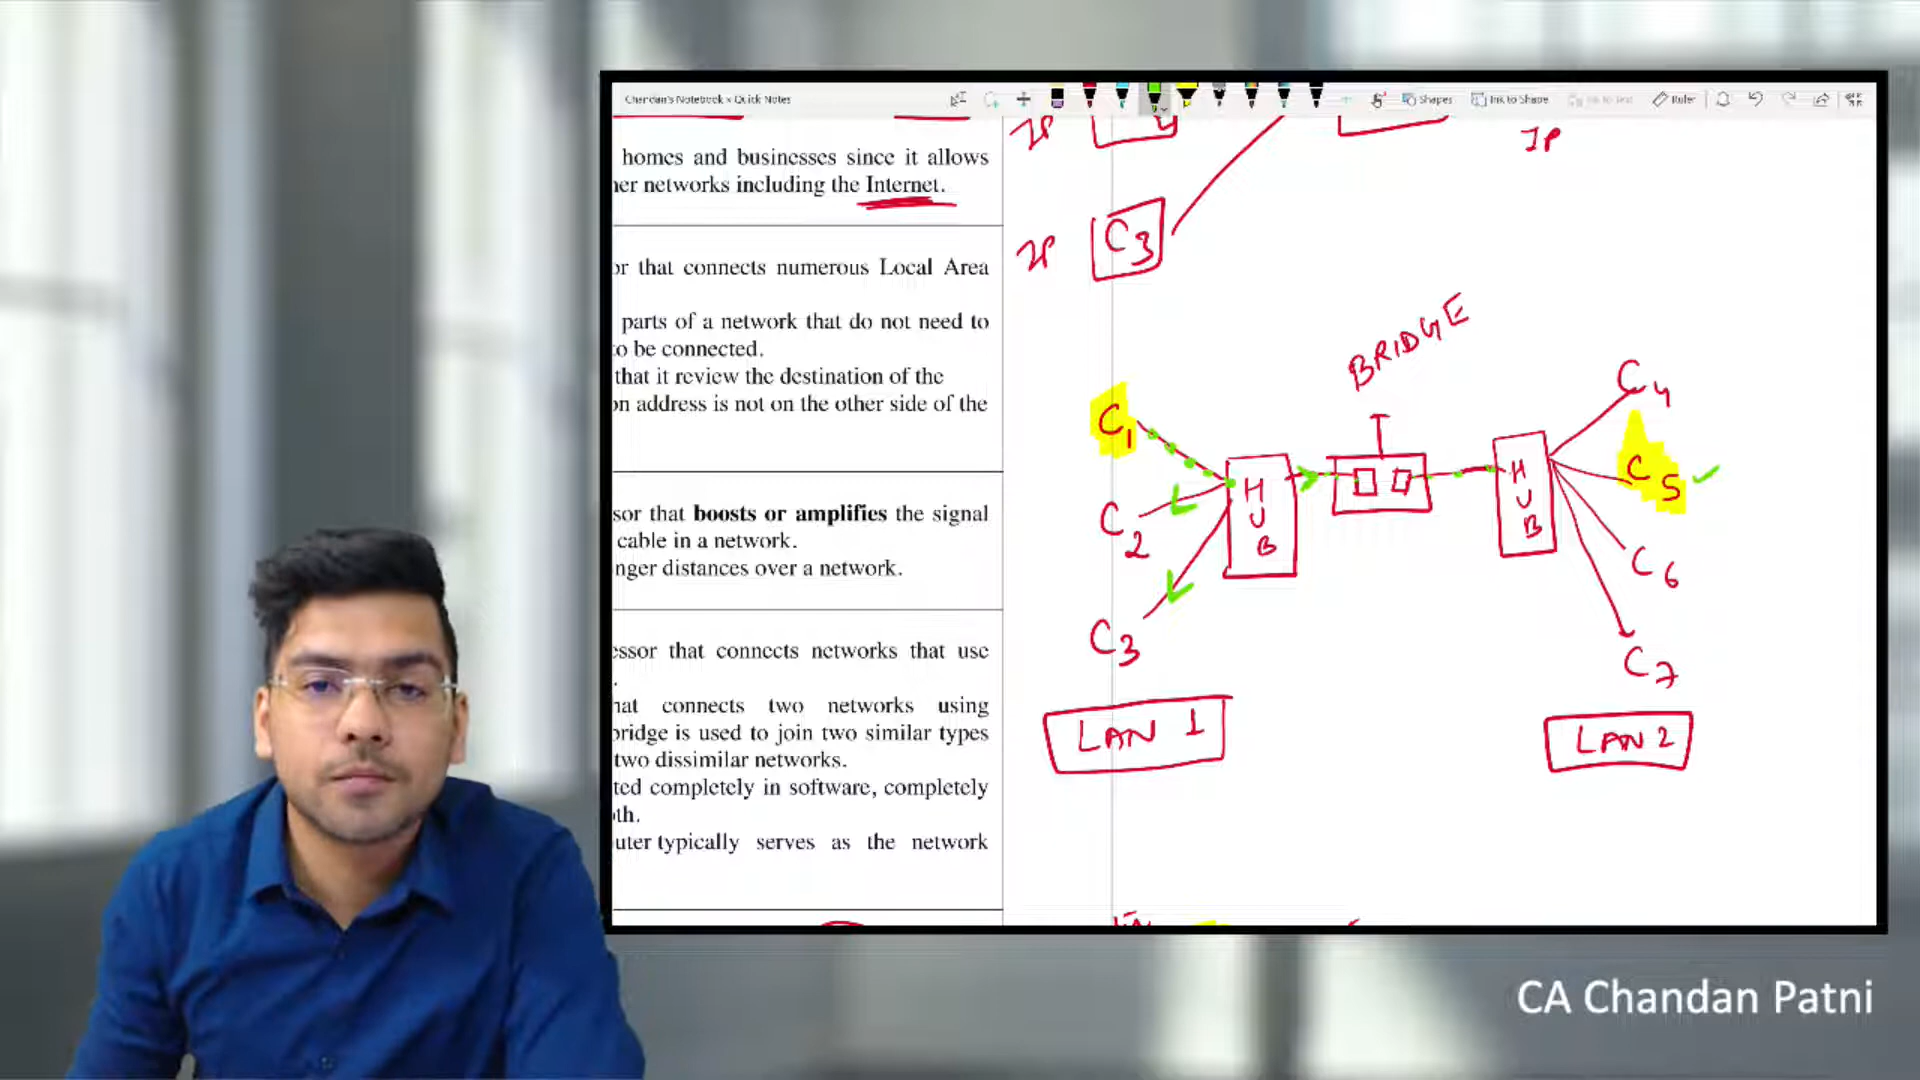 Chandan's Notebook » Quick Notes
Shapes
Ink to Shape
Ink to Text
Ruler
homes and businesses since it allows
her networks including the Internet.
or that connects numerous Local Area
parts of a network that do not need to
to be connected.
that it review the destination of the
on address is not on the other side of the
sor that boosts or amplifies the signal
cable in a network.
nger distances over a network.
essor that connects networks that use
.
hat connects two networks using
bridge is used to join two similar types
two dissimilar networks.
ted completely in software, completely
oth.
uter typically serves as the network
IP
IP
IP C3
BRIDGE
C1
C2
C3
HUB
HUB
C4
C5
C6
C7
LAN 1
LAN 2
CA Chandan Patni